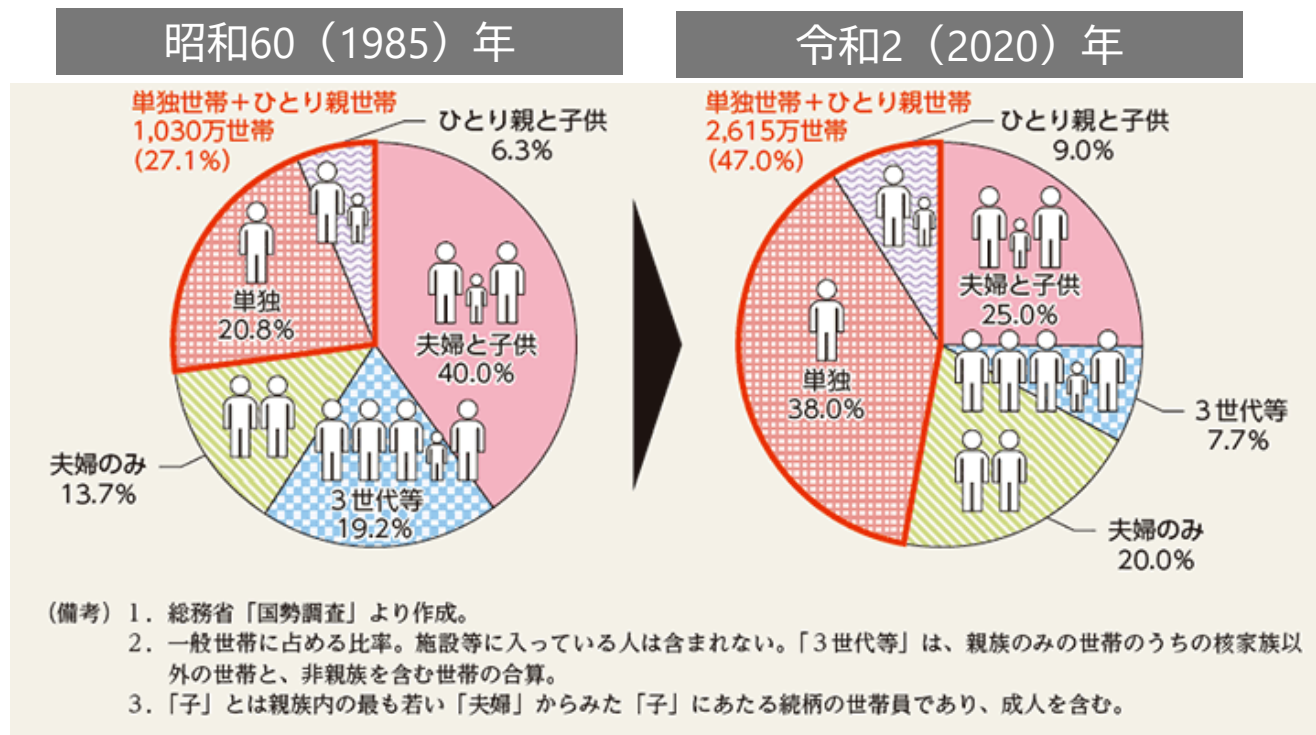 昭和60（1985）年
単独世帯＋ひとり親世帯
1,030万世帯
(27.1%)
ひとり親と子供
6.3%
単独
20.8%
夫婦と子供
40.0%
夫婦のみ
13.7%
３世代等
19.2%
令和2（2020）年
単独世帯＋ひとり親世帯
2,615万世帯
(47.0%)
ひとり親と子供
9.0%
夫婦と子供
25.0%
単独
38.0%
３世代等
7.7%
夫婦のみ
20.0%
（備考）１．総務省「国勢調査」より作成。
２．一般世帯に占める比率。施設等に入っている人は含まれない。「３世代等」は、親族のみの世帯のうちの核家族以
外の世帯と、非親族を含む世帯の合算。
３．「子」とは親族内の最も若い「夫婦」からみた「子」にあたる続柄の世帯員であり、成人を含む。